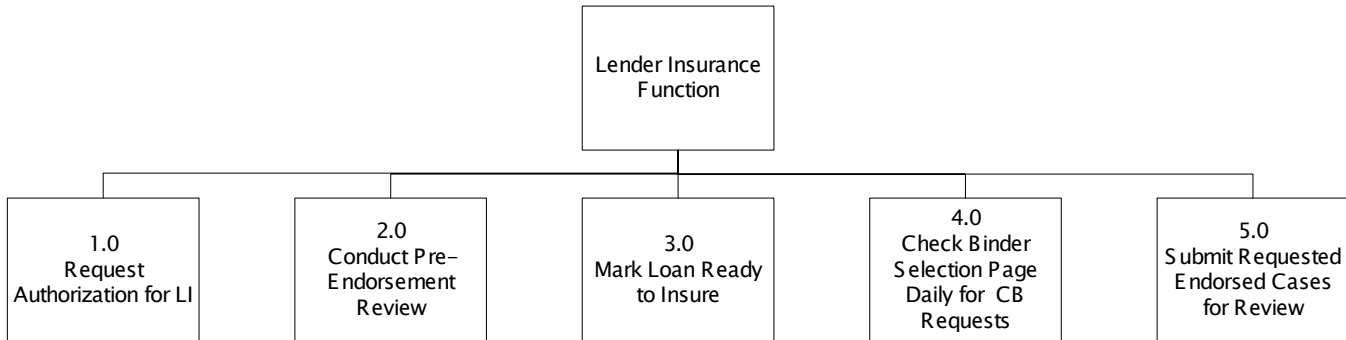 Lender Insurance
Function
1.0
Request
Authorization for LI
2.0
Conduct Pre-
Endorsement
Review
3.0
Mark Loan Ready
to Insure
4.0
Check Binder
Selection Page
Daily for CB
Requests
5.0
Submit Requested
Endorsed Cases
for Review